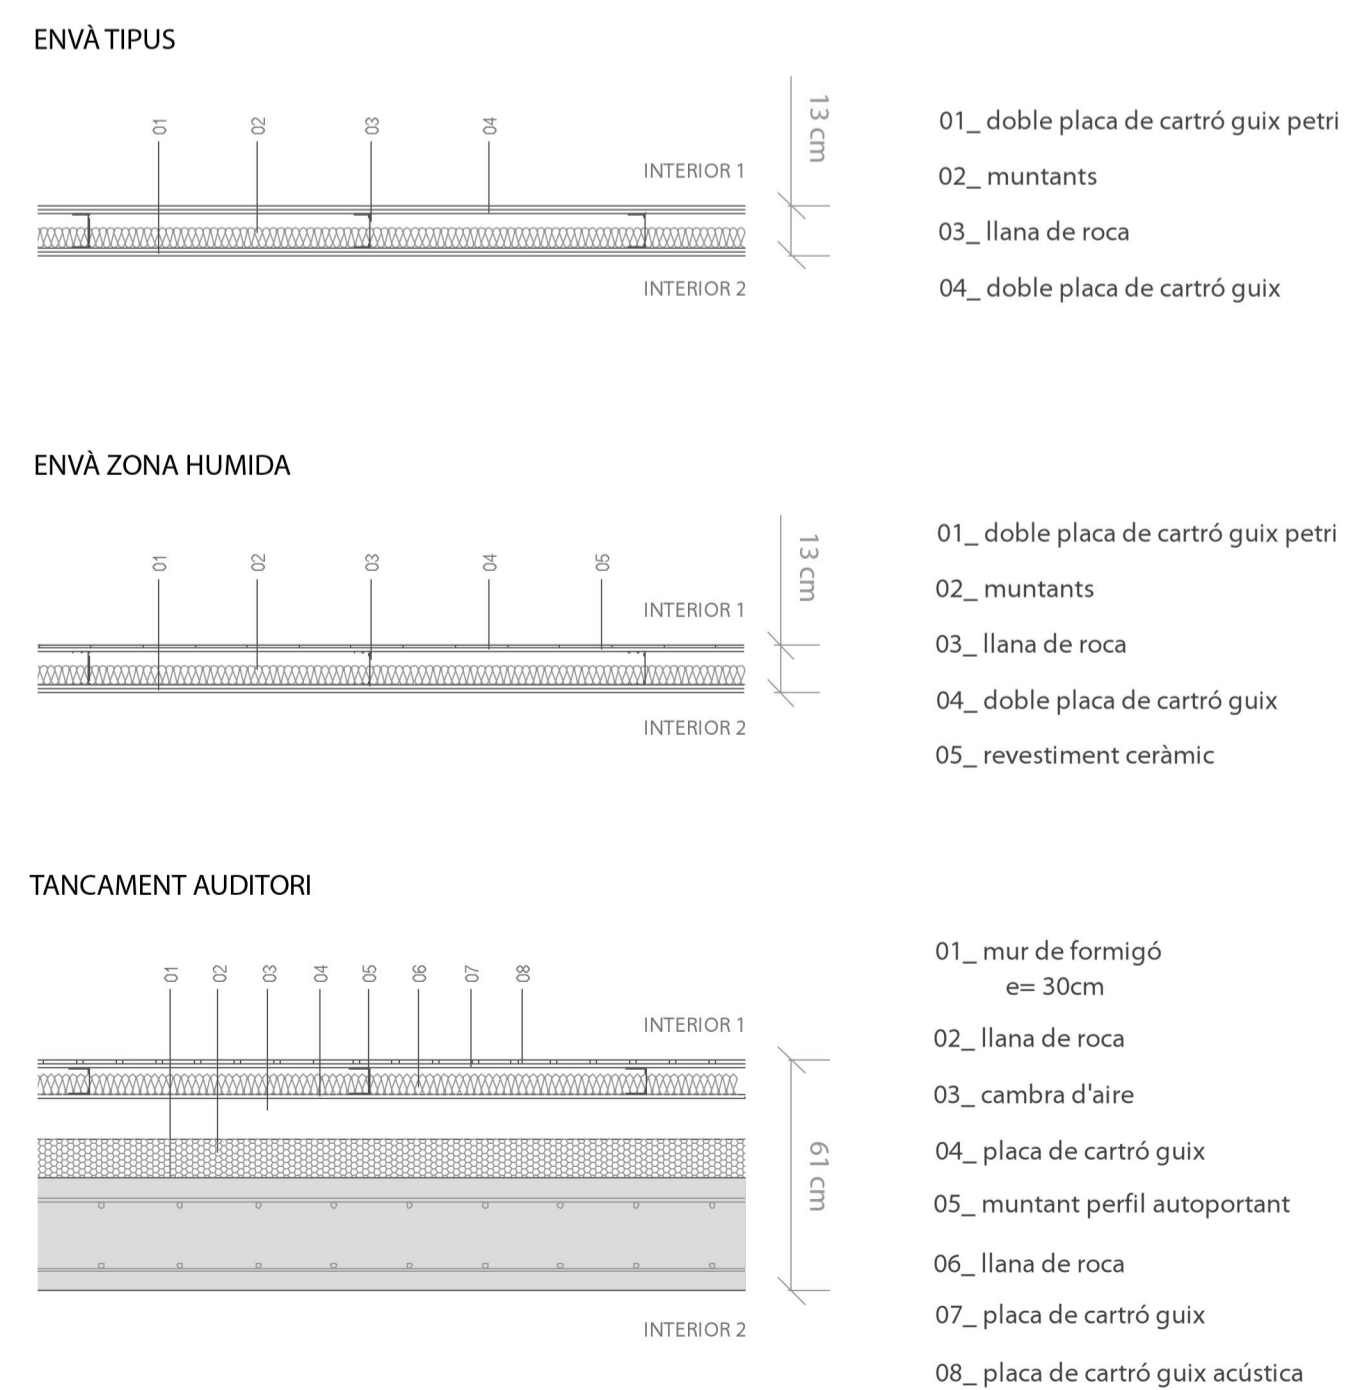 ENVÀ TIPUS
01
02
03
04
INTERIOR 1
13 cm
INTERIOR 2
01_ doble placa de cartró guix petri
02_ muntants
03_ llana de roca
04_ doble placa de cartró guix
ENVÀ ZONA HUMIDA
01
02
03
04
05
INTERIOR 1
13 cm
INTERIOR 2
01_ doble placa de cartró guix petri
02_ muntants
03_ llana de roca
04_ doble placa de cartró guix
05_ revestiment ceràmic
TANCAMENT AUDITORI
01
02
03
04
05
06
07
08
INTERIOR 1
61 cm
INTERIOR 2
01_ mur de formigó
e= 30cm
02_ llana de roca
03_ cambra d'aire
04_ placa de cartró guix
05_ muntant perfil autoportant
06_ llana de roca
07_ placa de cartró guix
08_ placa de cartró guix acústica